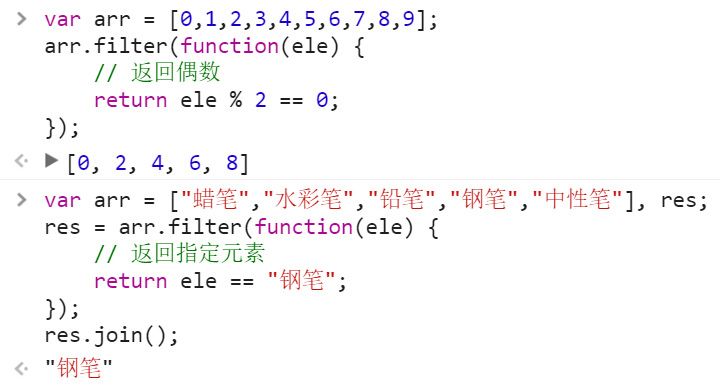 var arr = [0,1,2,3,4,5,6,7,8,9];
arr.filter(function(ele) {
    // 返回偶数
    return ele % 2 == 0;
});
[0, 2, 4, 6, 8]
var arr = ["蜡笔","水彩笔","铅笔","钢笔","中性笔"], res;
res = arr.filter(function(ele) {
    // 返回指定元素
    return ele == "钢笔";
});
res.join();
"钢笔"